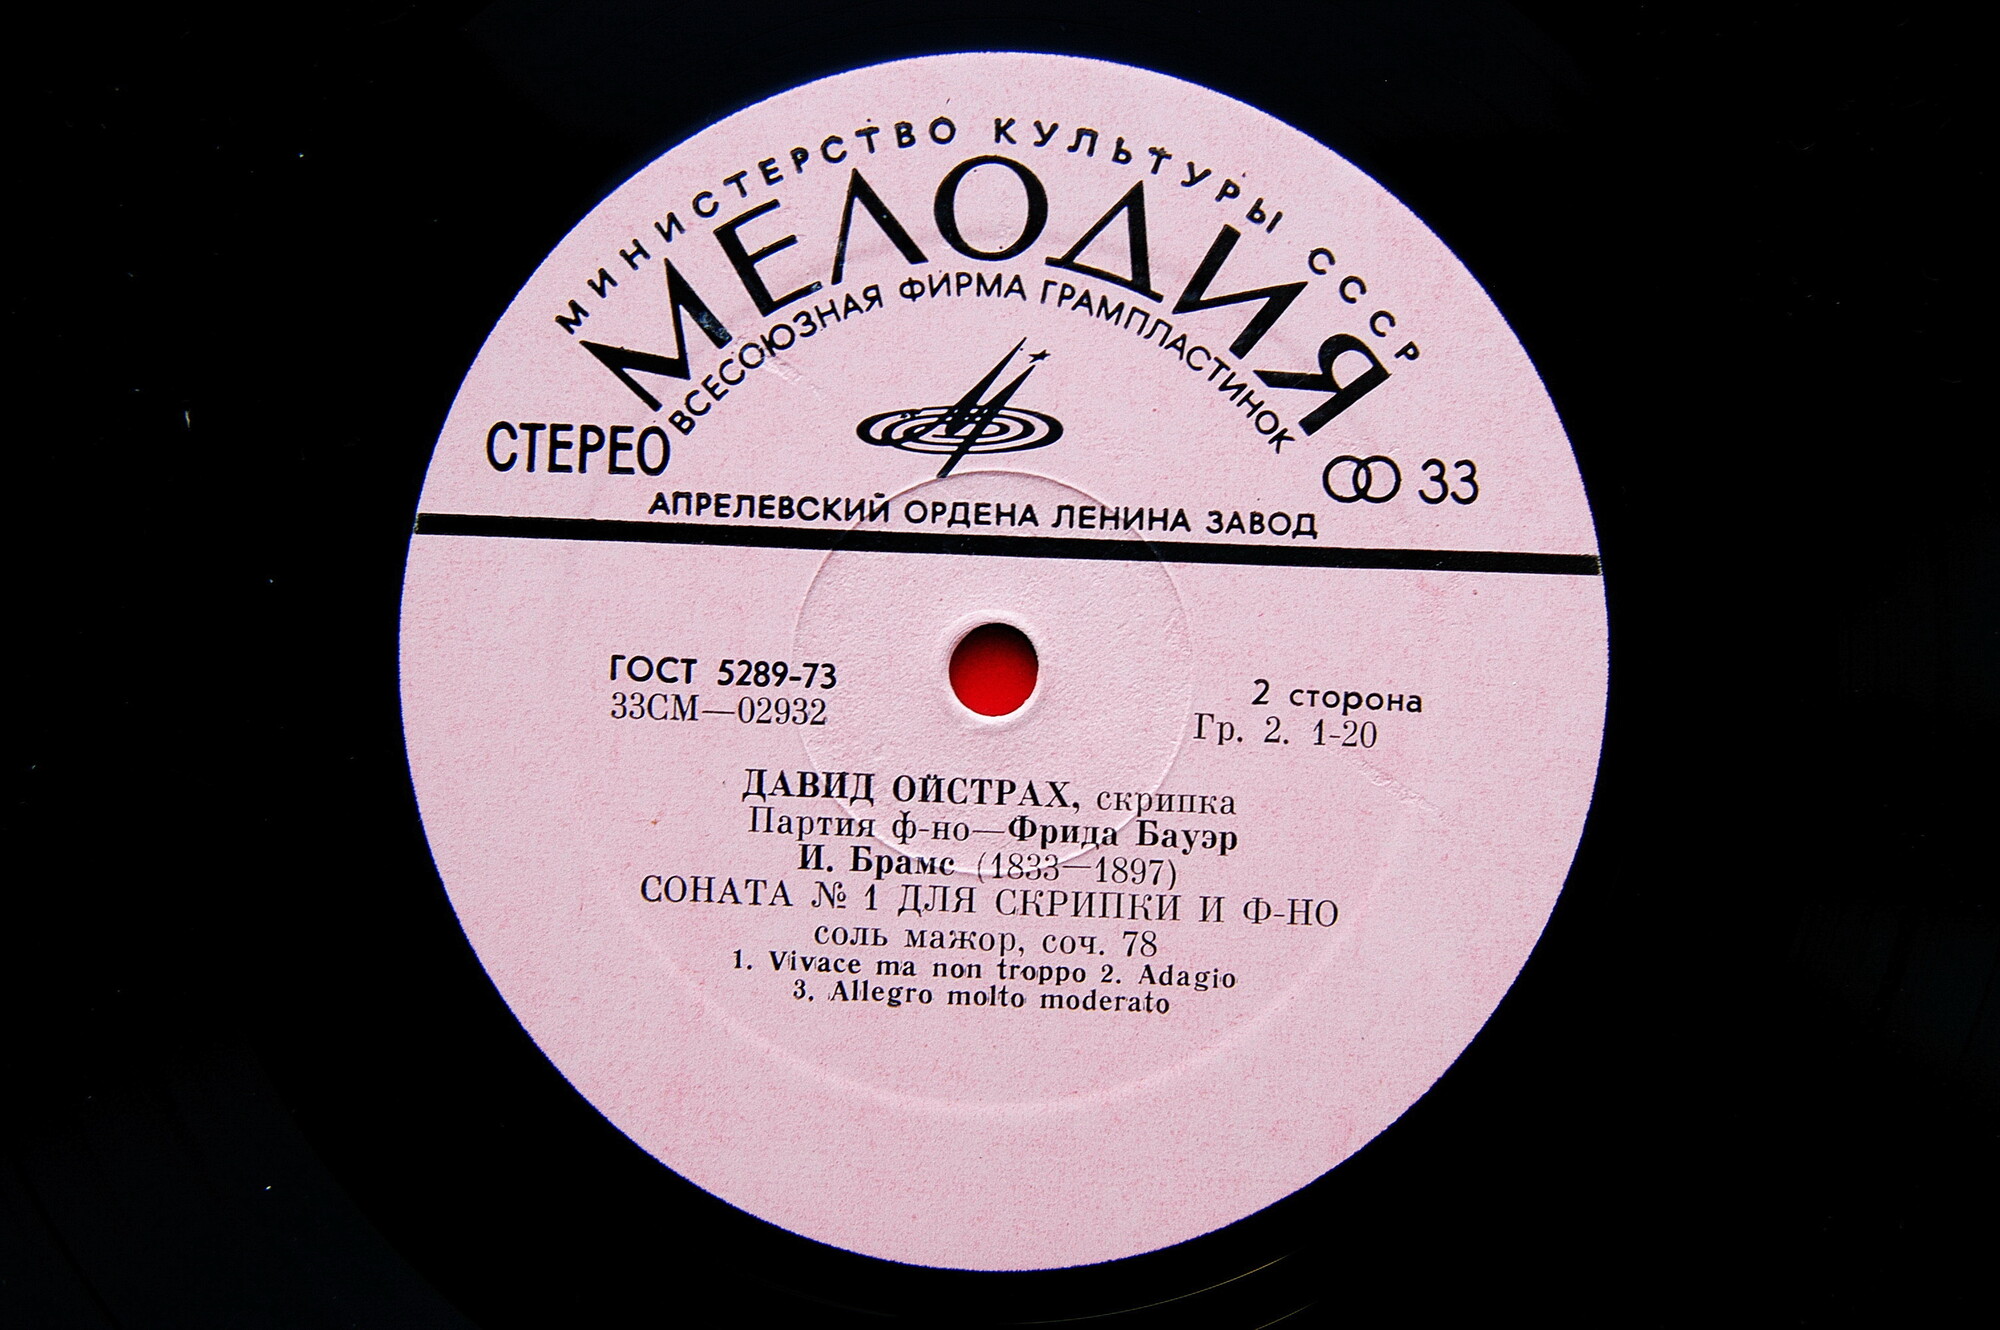 МИНИСТЕРСТВО КУЛЬТУРЫ СССР
МЕЛОДИЯ
ВСЕСОЮЗНАЯ ФИРМА ГРАМПЛАСТИНОК
СТЕРЕО
33
АПРЕЛЕВСКИЙ ОРДЕНА ЛЕНИНА ЗАВОД
ГОСТ 5289-73
33СМ—02932
2 сторона
Гр. 2. 1-20
ДАВИД ОЙСТРАХ, скрипка
Партия ф-но—Фрида Бауэр
И. Брамс (1833—1897)
СОНАТА № 1 ДЛЯ СКРИПКИ И Ф-НО
соль мажор, соч. 78
1. Vivace ma non troppo 2. Adagio
3. Allegro molto moderato